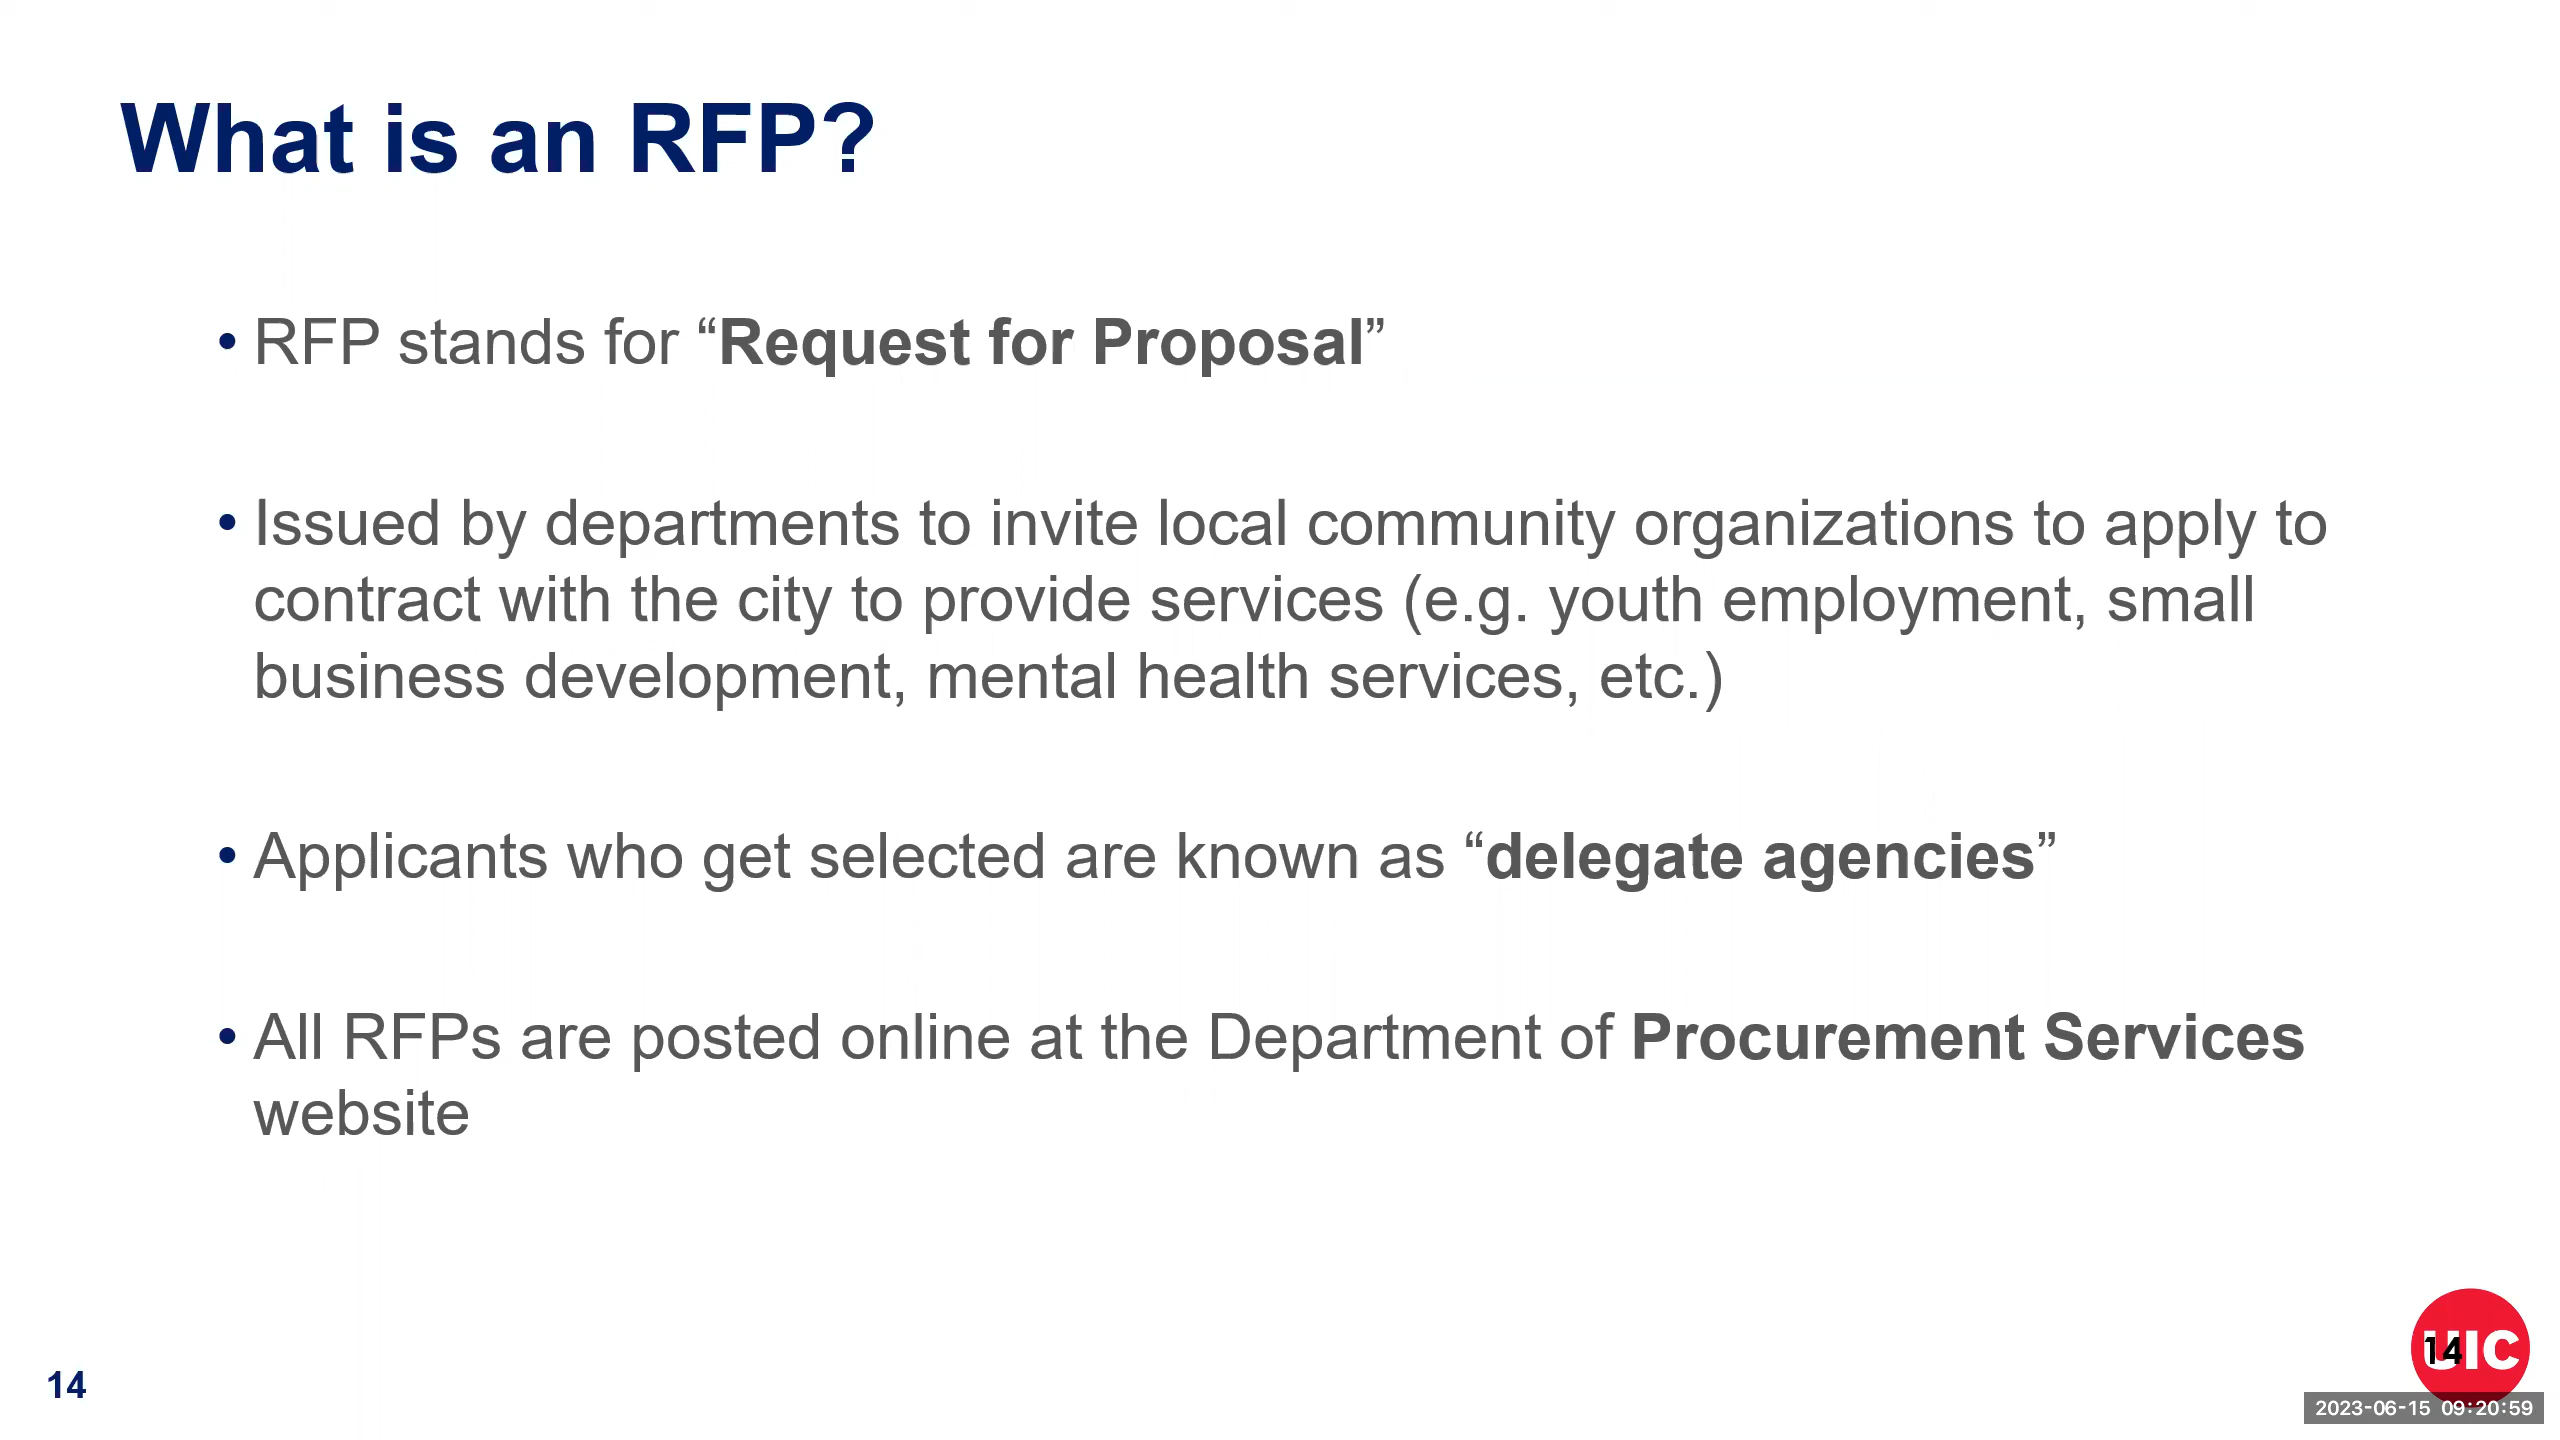 What is an RFP?
• RFP stands for “Request for Proposal”
• Issued by departments to invite local community organizations to apply to
contract with the city to provide services (e.g. youth employment, small
business development, mental health services, etc.)
• Applicants who get selected are known as “delegate agencies”
• All RFPs are posted online at the Department of Procurement Services
website
14
UIC
14
2023-06-15 09:20:59